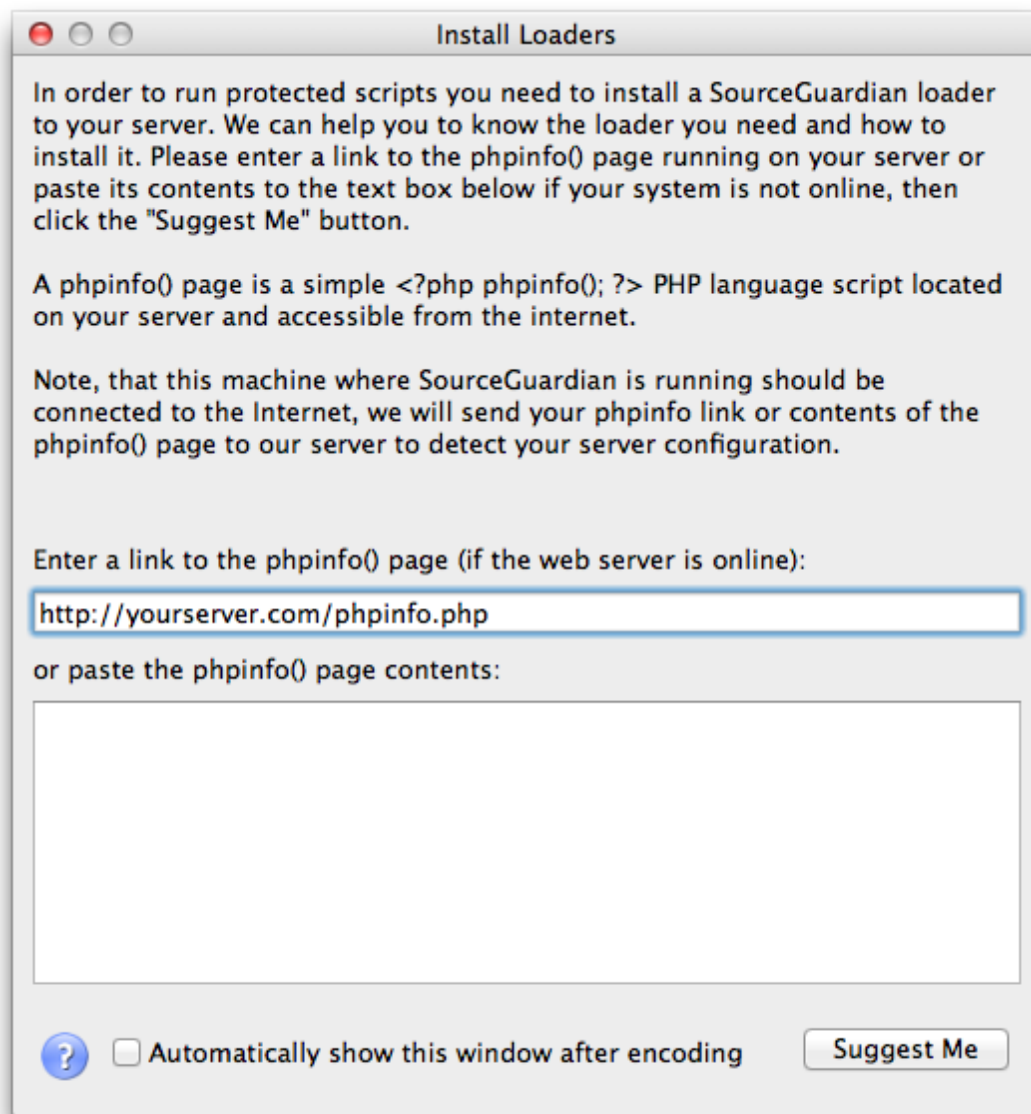 Install Loaders
In order to run protected scripts you need to install a SourceGuardian loader
to your server. We can help you to know the loader you need and how to
install it. Please enter a link to the phpinfo() page running on your server or
paste its contents to the text box below if your system is not online, then
click the "Suggest Me" button.
A phpinfo() page is a simple <?php phpinfo(); ?> PHP language script located
on your server and accessible from the internet.
Note, that this machine where SourceGuardian is running should be
connected to the Internet, we will send your phpinfo link or contents of the
phpinfo() page to our server to detect your server configuration.
Enter a link to the phpinfo() page (if the web server is online):
http://yourserver.com/phpinfo.php
or paste the phpinfo() page contents:
? Automatically show this window after encoding Suggest Me